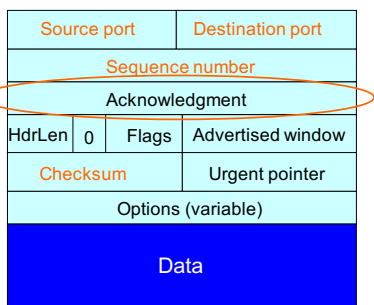 Source port Destination port
Sequence number
Acknowledgment
HdrLen 0 Flags Advertised window
Checksum Urgent pointer
Options (variable)
Data